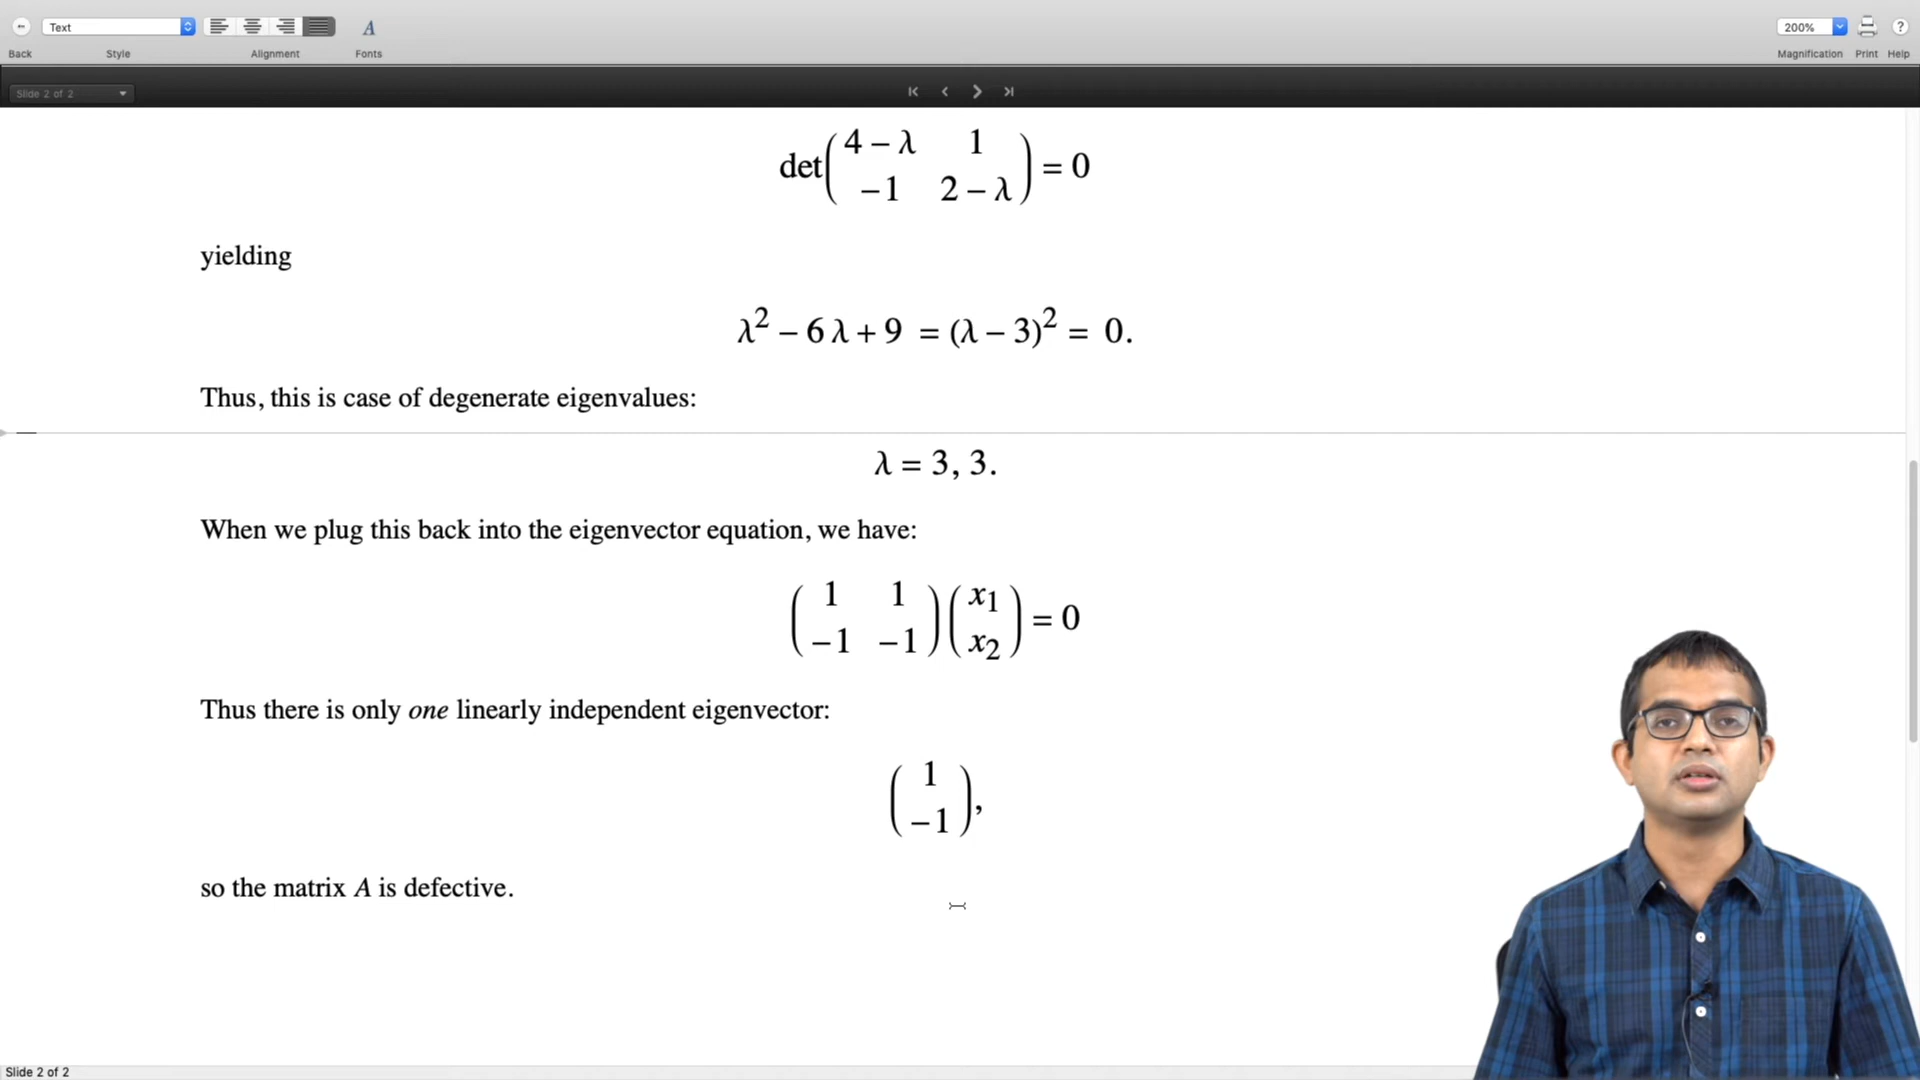 Text
200%
Back Style Alignment Fonts Magnification Print Help
Slide 2 of 2
det(4 − λ 1
−1 2 − λ) = 0
yielding
λ² − 6 λ + 9 = (λ − 3)² = 0.
Thus, this is case of degenerate eigenvalues:
λ = 3, 3.
When we plug this back into the eigenvector equation, we have:
(1 1
−1 −1)(x₁
x₂) = 0
Thus there is only one linearly independent eigenvector:
(1
−1),
so the matrix A is defective.
Slide 2 of 2